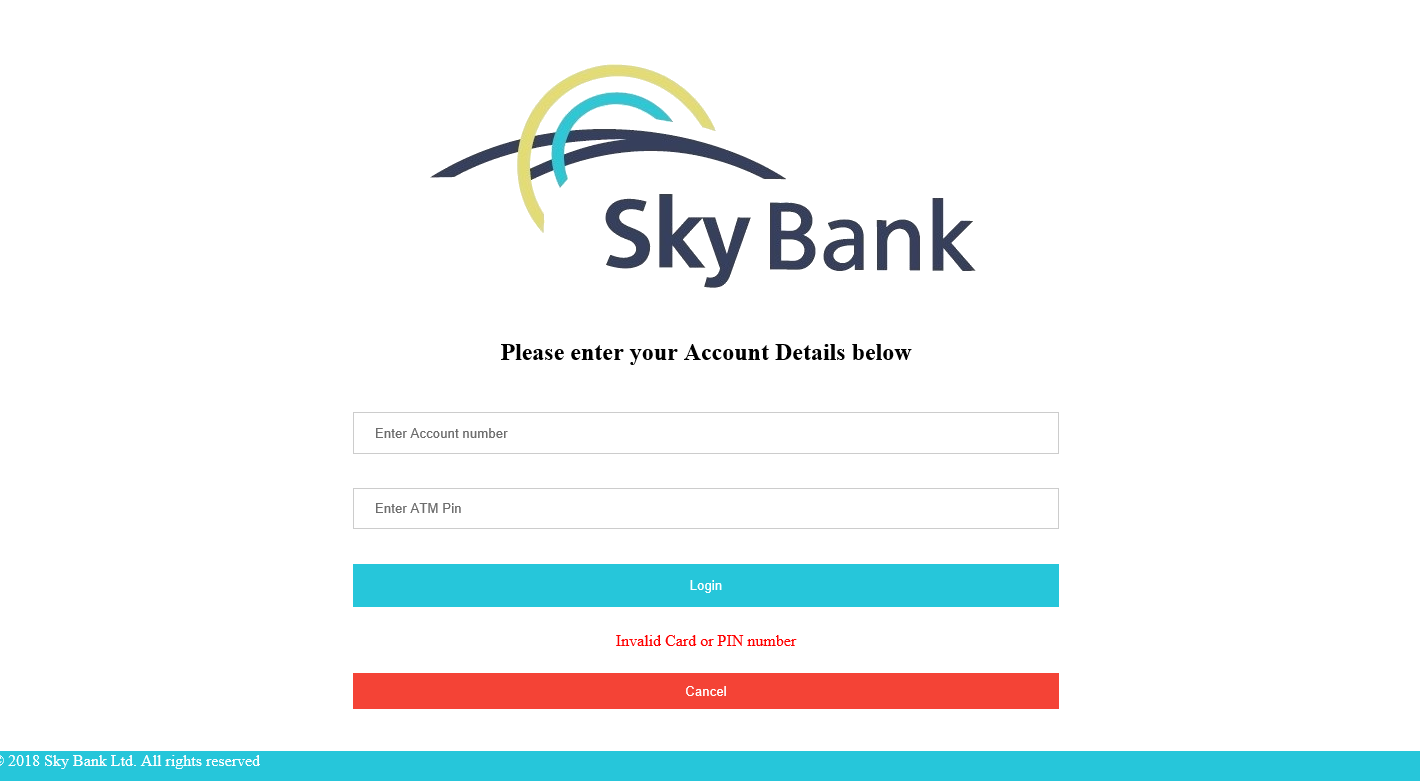 Sky Bank
Please enter your Account Details below
Enter Account number
Enter ATM Pin
Login
Invalid Card or PIN number
Cancel
© 2018 Sky Bank Ltd. All rights reserved